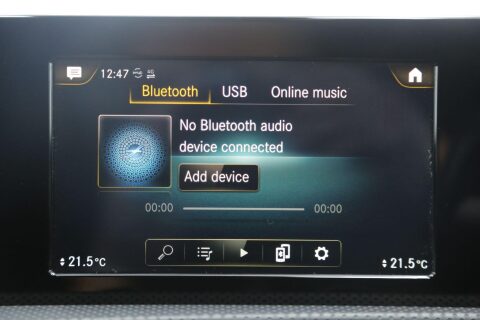 12:47
Bluetooth USB Online music
No Bluetooth audio
device connected
Add device
00:00 00:00
21.5°C 21.5°C